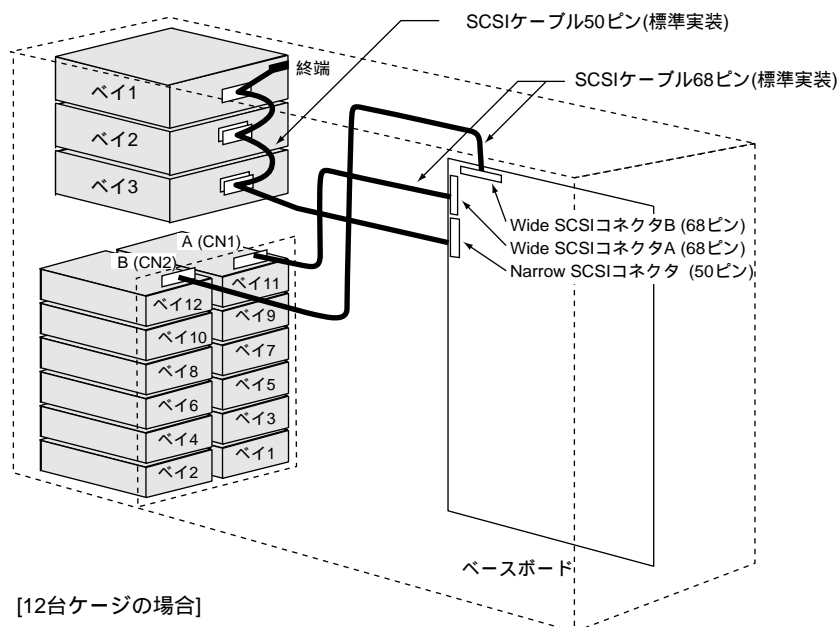 SCSIケーブル50ピン(標準実装)
終端
SCSIケーブル68ピン(標準実装)
ベイ1
ベイ2
ベイ3
Wide SCSIコネクタB (68ピン)
Wide SCSIコネクタA (68ピン)
Narrow SCSIコネクタ (50ピン)
A (CN1)
B (CN2)
ベイ11
ベイ12
ベイ9
ベイ10
ベイ7
ベイ8
ベイ5
ベイ6
ベイ3
ベイ4
ベイ1
ベイ2
ベースボード
[12台ケージの場合]